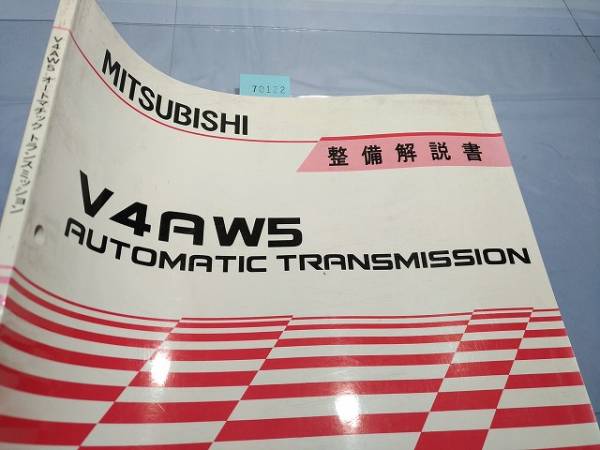 V4AW5 オートマチック トランスミッション
MITSUBISHI
70122
整備解説書
V4AW5
AUTOMATIC TRANSMISSION